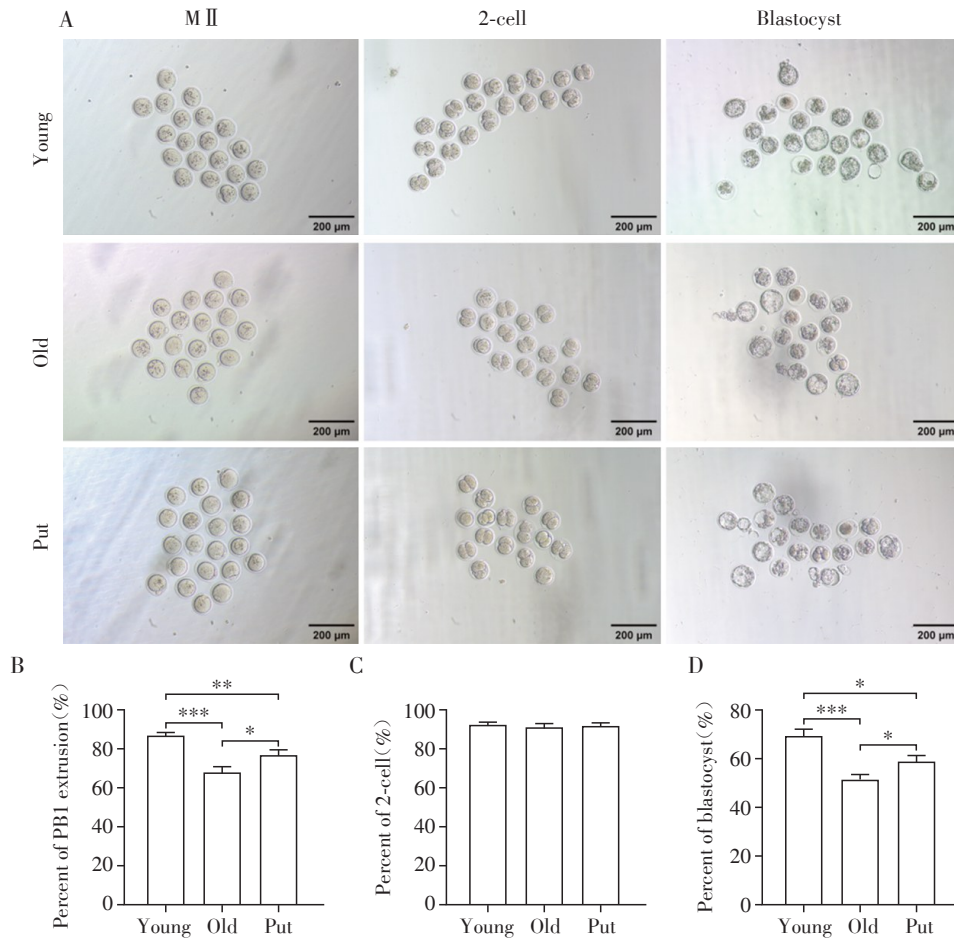 A
M Ⅱ
2-cell
Blastocyst
Young
200 μm
200 μm
200 μm
Old
200 μm
200 μm
200 μm
Put
200 μm
200 μm
200 μm
B
Percent of PB1 extrusion(%)
100
80
60
40
20
0
**
***
*
Young Old Put
C
Percent of 2-cell(%)
100
80
60
40
20
0
Young Old Put
D
Percent of blastocyst(%)
80
60
40
20
0
*
***
*
Young Old Put